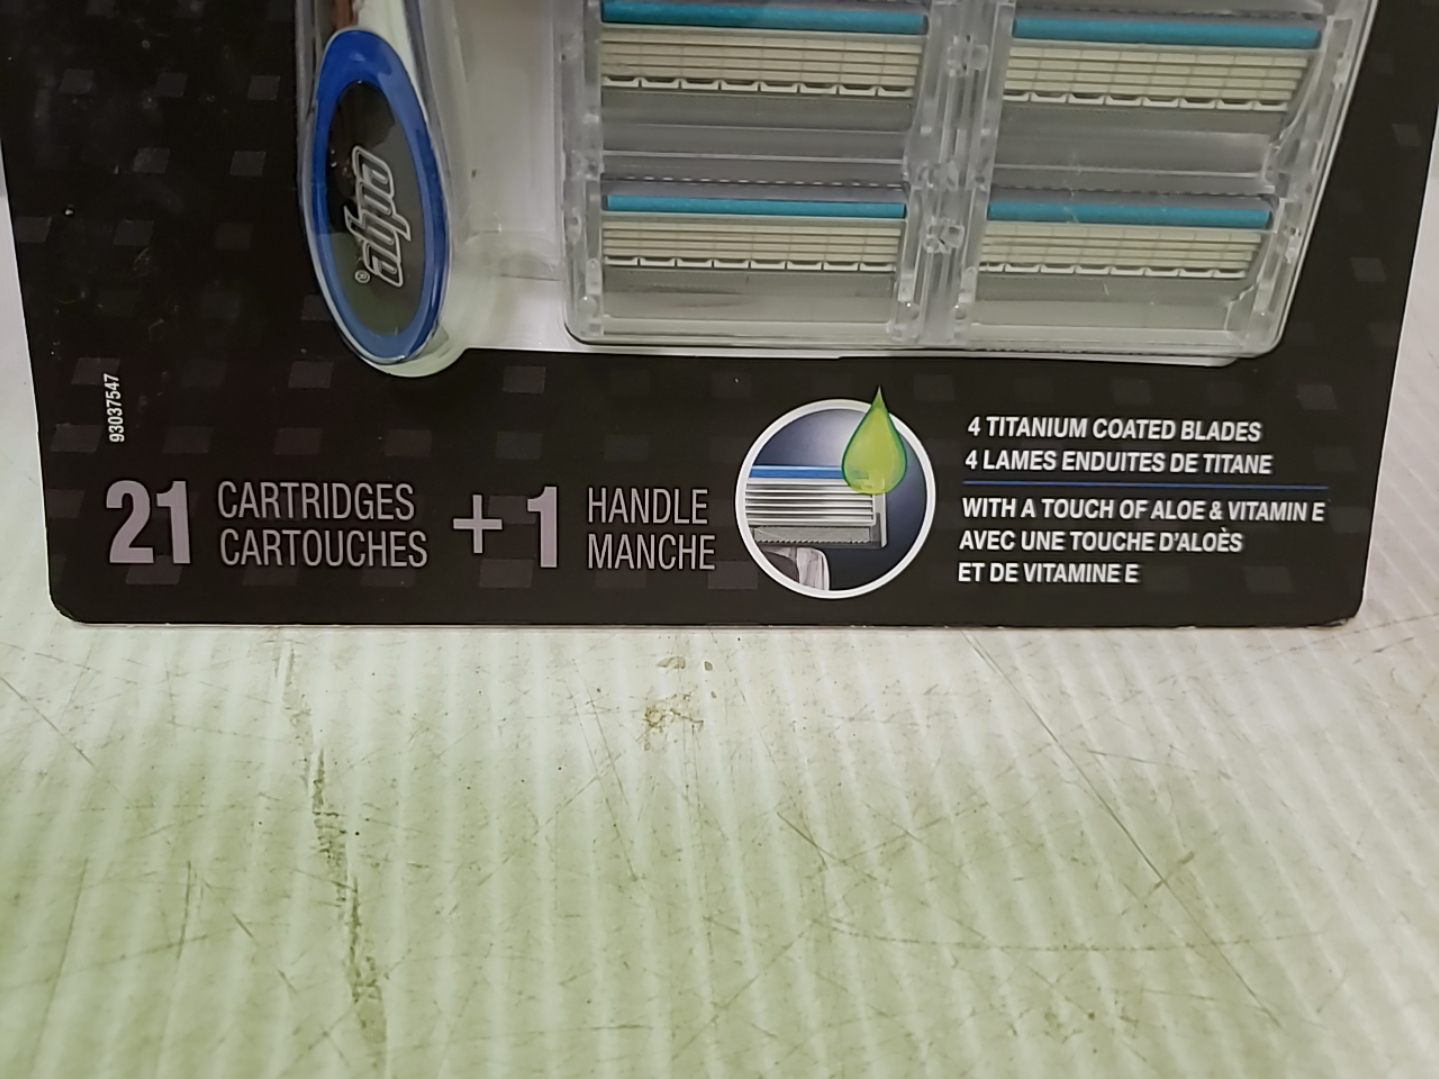 93037547
21
CARTRIDGES
CARTOUCHES
+ 1
HANDLE
MANCHE
4 TITANIUM COATED BLADES
4 LAMES ENDUITES DE TITANE
WITH A TOUCH OF ALOE & VITAMIN E
AVEC UNE TOUCHE D'ALOÈS
ET DE VITAMINE E